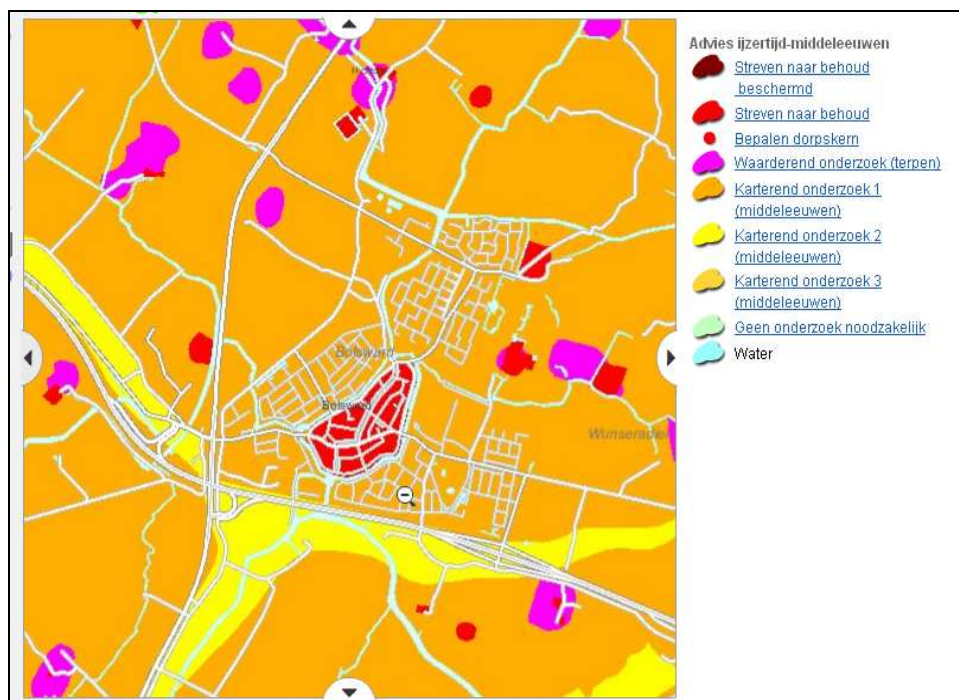 Advies ijzertijd-middeleeuwen
Streven naar behoud
beschermd
Streven naar behoud
Bepalen dorpskern
Waarderend onderzoek (terpen)
Karterend onderzoek 1
(middeleeuwen)
Karterend onderzoek 2
(middeleeuwen)
Karterend onderzoek 3
(middeleeuwen)
Geen onderzoek noodzakelijk
Water
Bolsward
Bolsward